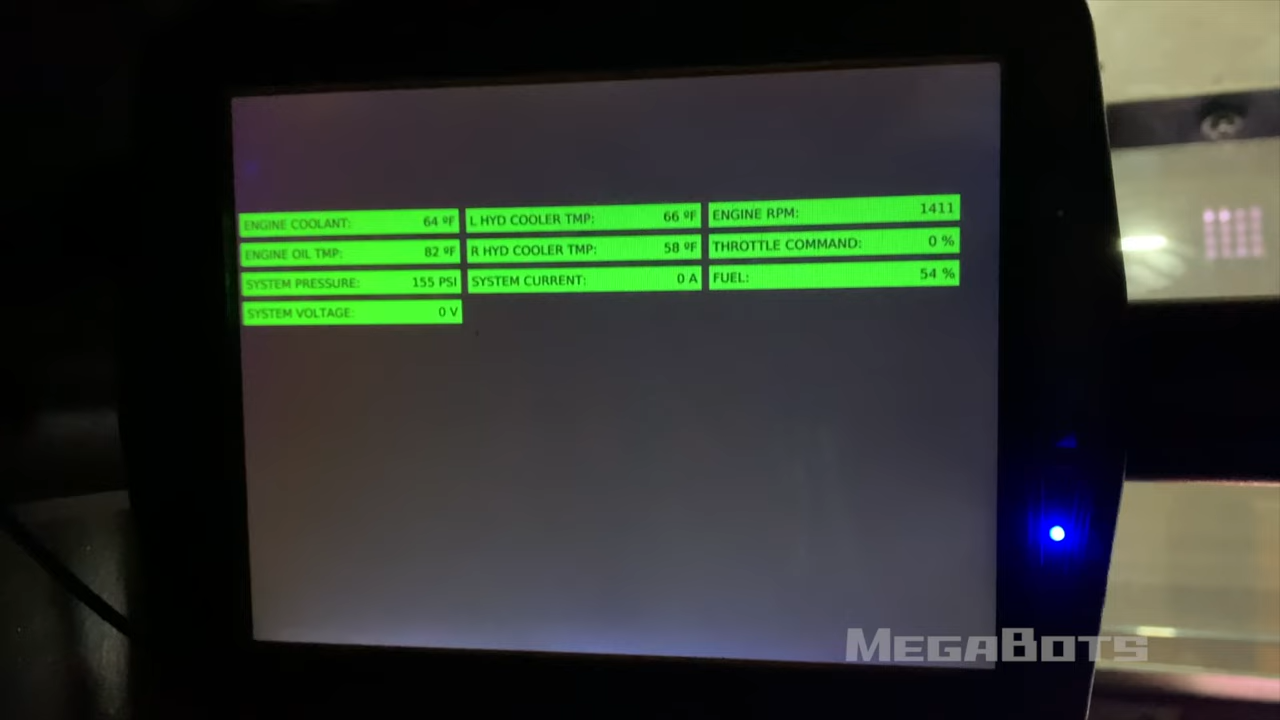 ENGINE COOLANT: 64 ºF L HYD COOLER TMP: 66 ºF ENGINE RPM: 1411
ENGINE OIL TMP: 82 ºF R HYD COOLER TMP: 58 ºF THROTTLE COMMAND: 0 %
SYSTEM PRESSURE: 155 PSI SYSTEM CURRENT: 0 A FUEL: 54 %
SYSTEM VOLTAGE: 0 V
MEGABOTS